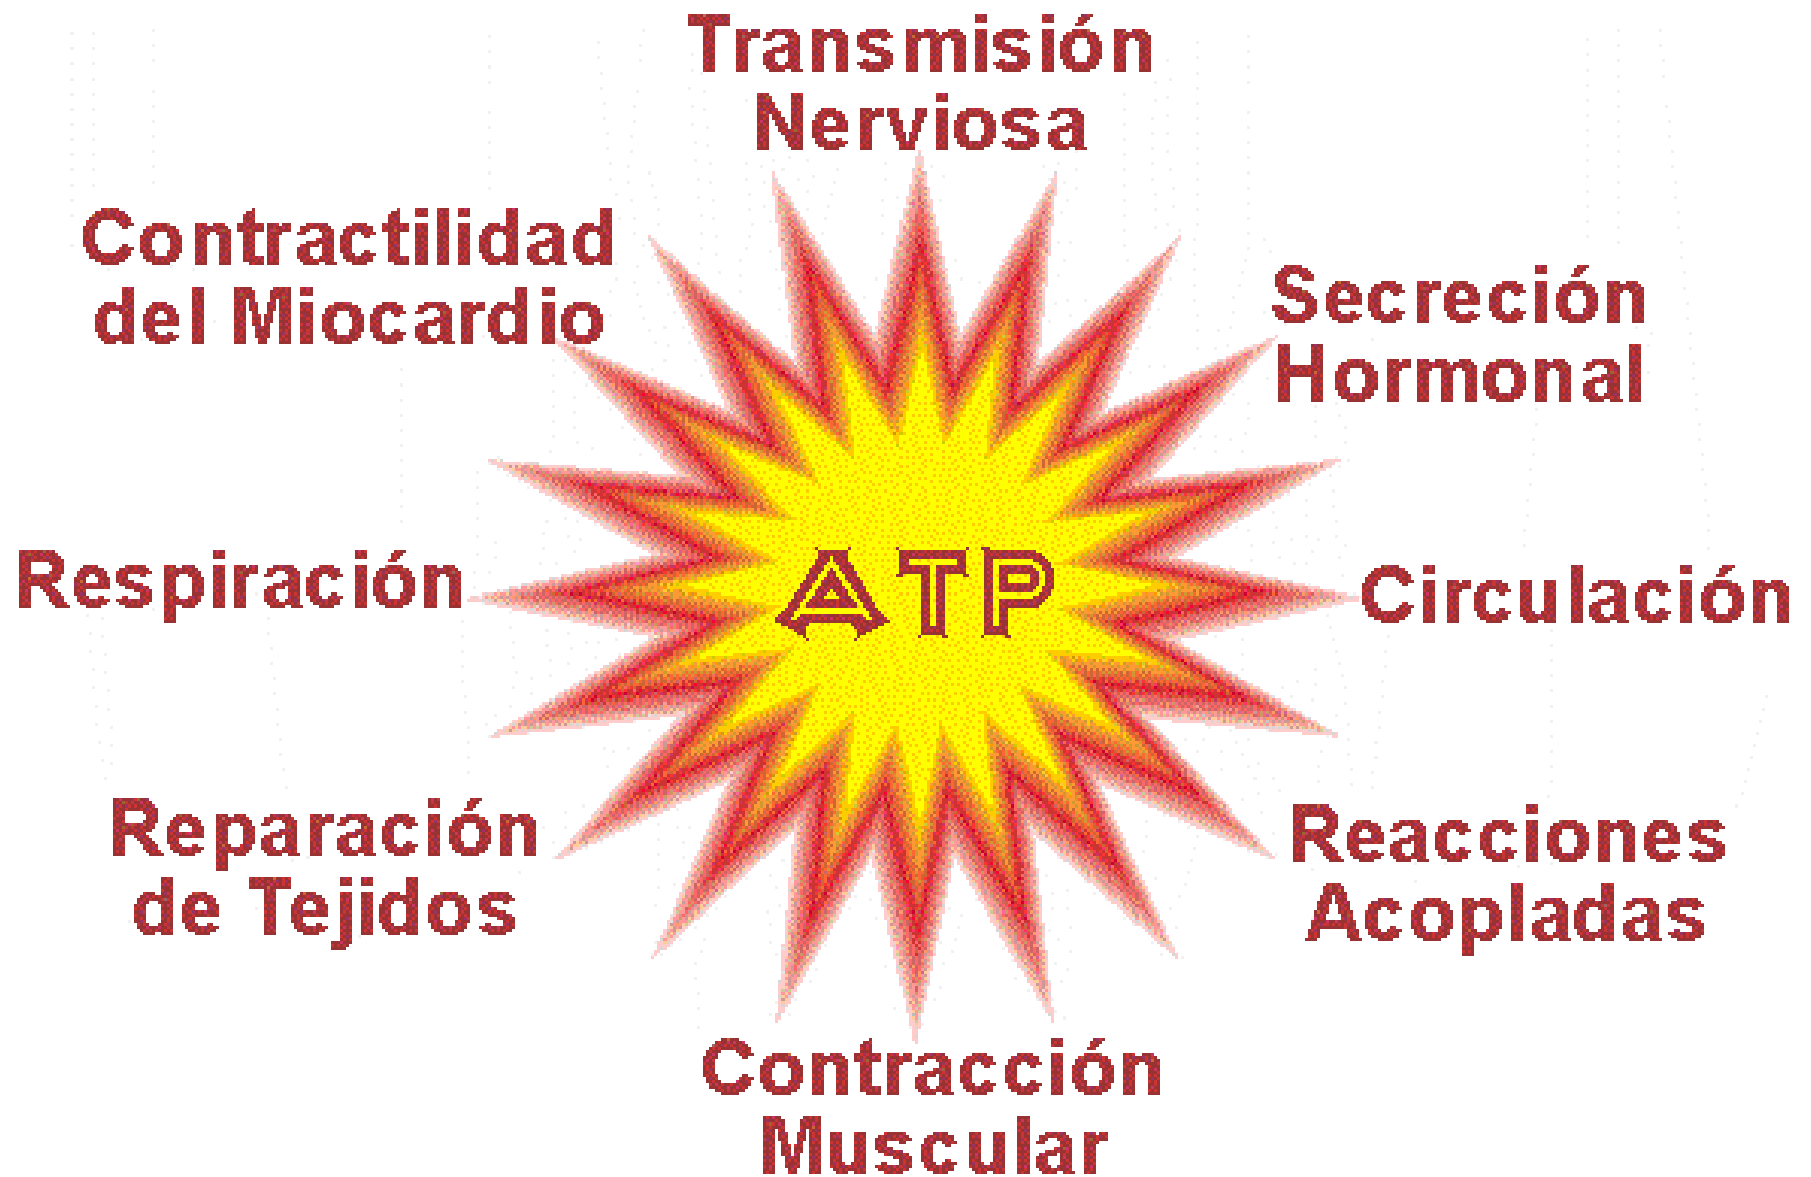 Transmisión
Nerviosa
Contractilidad
del Miocardio
Secreción
Hormonal
Respiración
ATP
Circulación
Reparación
de Tejidos
Reacciones
Acopladas
Contracción
Muscular